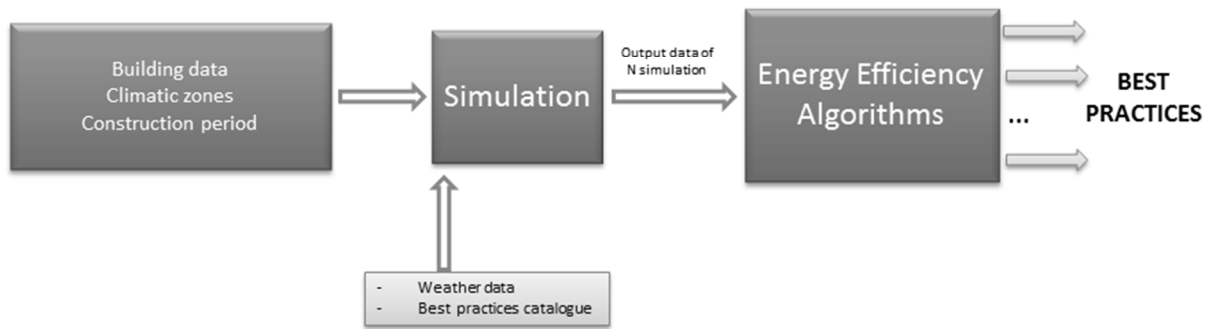 Building data
Climatic zones
Construction period
Simulation
Output data of
N simulation
Energy Efficiency
Algorithms
...
BEST
PRACTICES
- Weather data
- Best practices catalogue